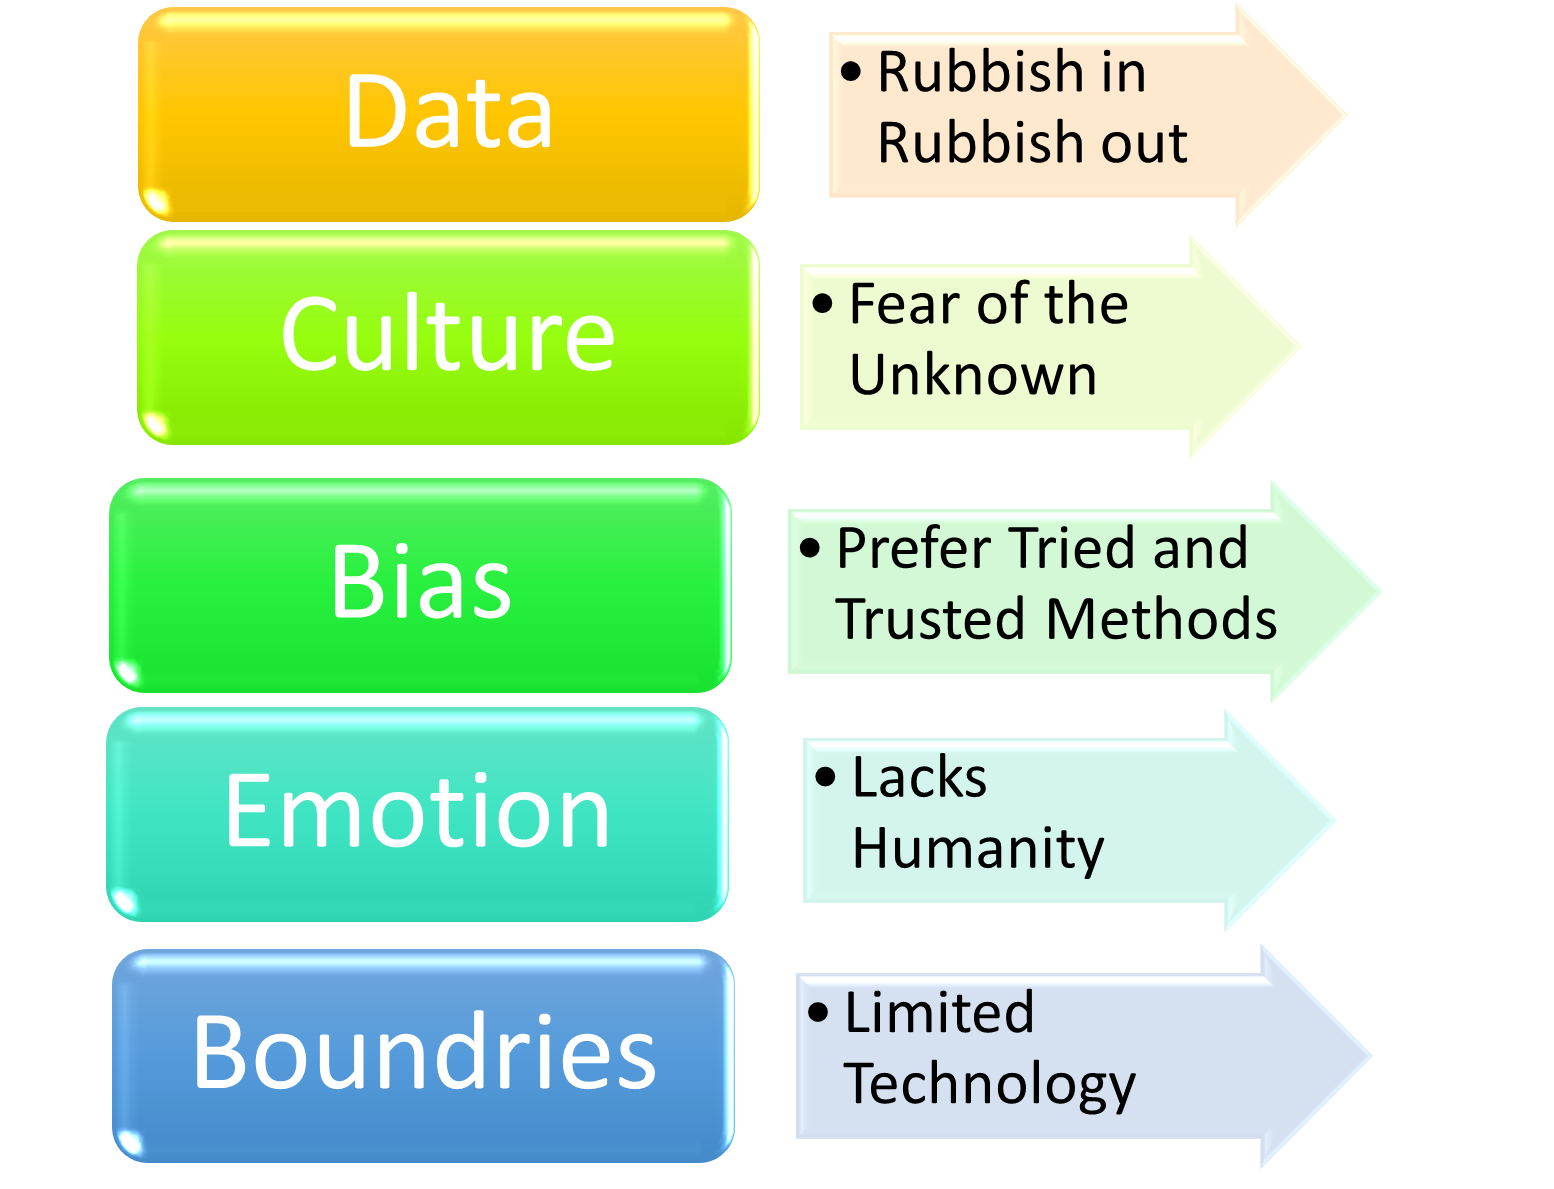 Data
• Rubbish in
Rubbish out
Culture
• Fear of the
Unknown
Bias
• Prefer Tried and
Trusted Methods
Emotion
• Lacks
Humanity
Boundries
• Limited
Technology